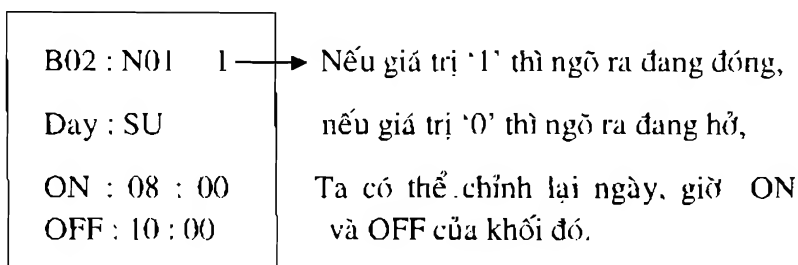 B02 : N01 1 → Nếu giá trị ‘1’ thì ngõ ra đang đóng,
Day : SU nếu giá trị ‘0’ thì ngõ ra đang hở,
ON : 08 : 00 Ta có thể chỉnh lại ngày, giờ ON
OFF : 10 : 00 và OFF của khối đó.